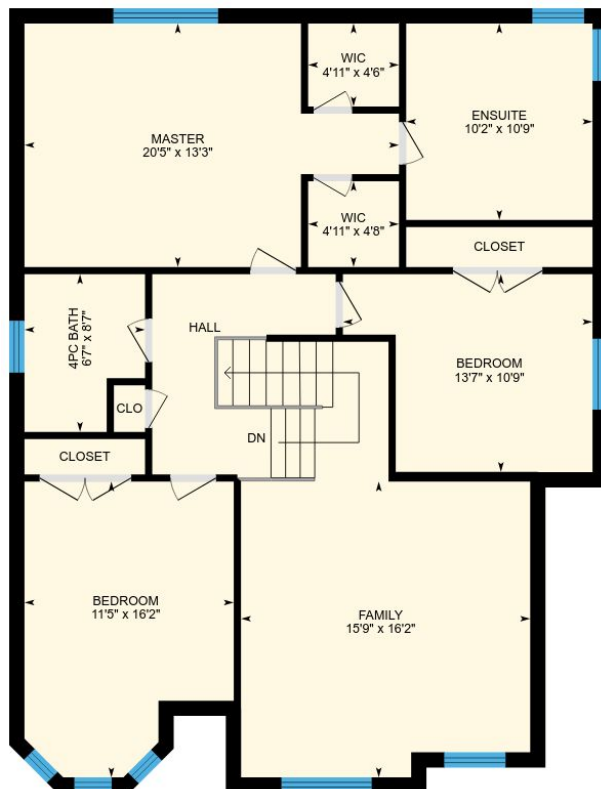 WIC
4'11" x 4'6"
ENSUITE
10'2" x 10'9"
MASTER
20'5" x 13'3"
WIC
4'11" x 4'8"
CLOSET
HALL
4PC BATH
6'7" x 8'7"
BEDROOM
13'7" x 10'9"
CLO
DN
CLOSET
BEDROOM
11'5" x 16'2"
FAMILY
15'9" x 16'2"